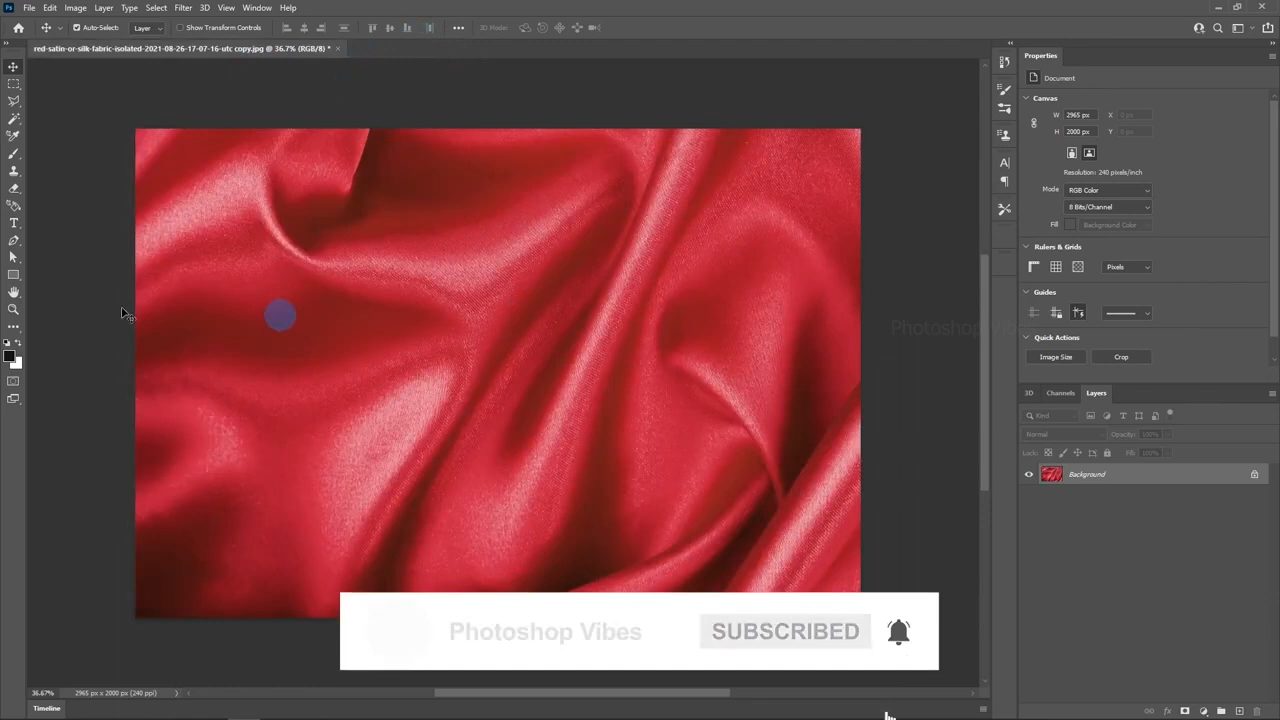 Ps File Edit Image Layer Type Select Filter 3D View Window Help
Auto-Select: Layer Show Transform Controls 3D Mode:
red-satin-or-silk-fabric-isolated-2021-08-26-17-07-16-utc copy.jpg @ 36.7% (RGB/8) *
Properties
Document
Canvas
W 2965 px X 0 px
H 2000 px Y 0 px
Resolution: 240 pixels/inch
Mode RGB Color
8 Bits/Channel
Fill Background Color
Rulers & Grids
Pixels
Guides
Photoshop Vibes
Quick Actions
Image Size Crop
3D Channels Layers
Kind
Normal Opacity: 100%
Lock: Fill: 100%
Background
Photoshop Vibes SUBSCRIBED
36.67% 2965 px x 2000 px (240 ppi)
Timeline